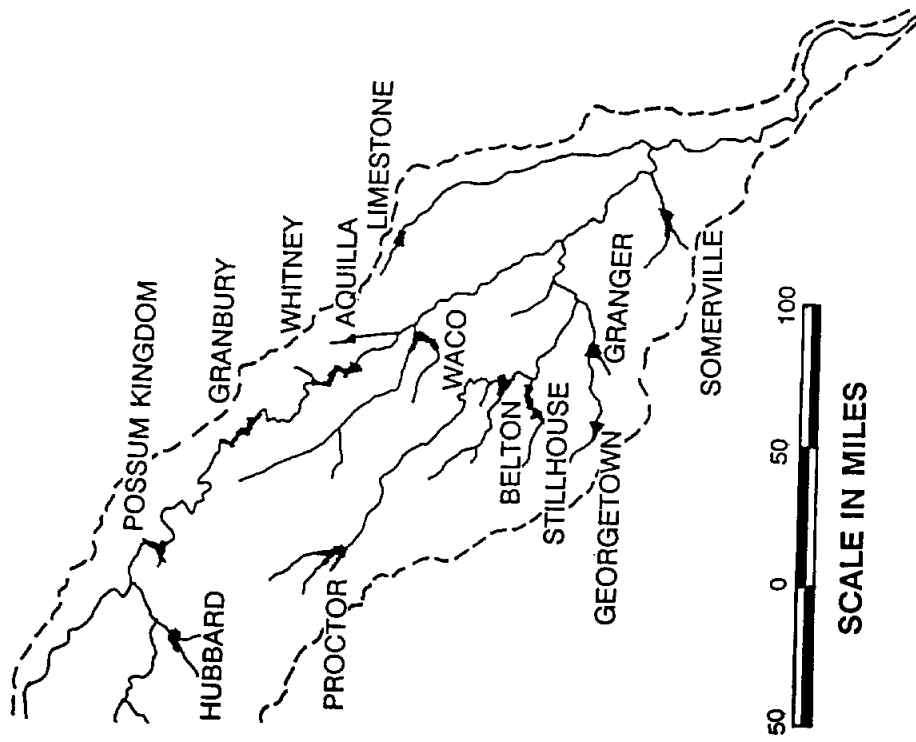 POSSUM KINGDOM
GRANBURY
WHITNEY
AQUILLA
LIMESTONE
HUBBARD
PROCTOR
WACO
BELTON
STILLHOUSE
GEORGETOWN
GRANGER
SOMERVILLE
50 0 50 100
SCALE IN MILES